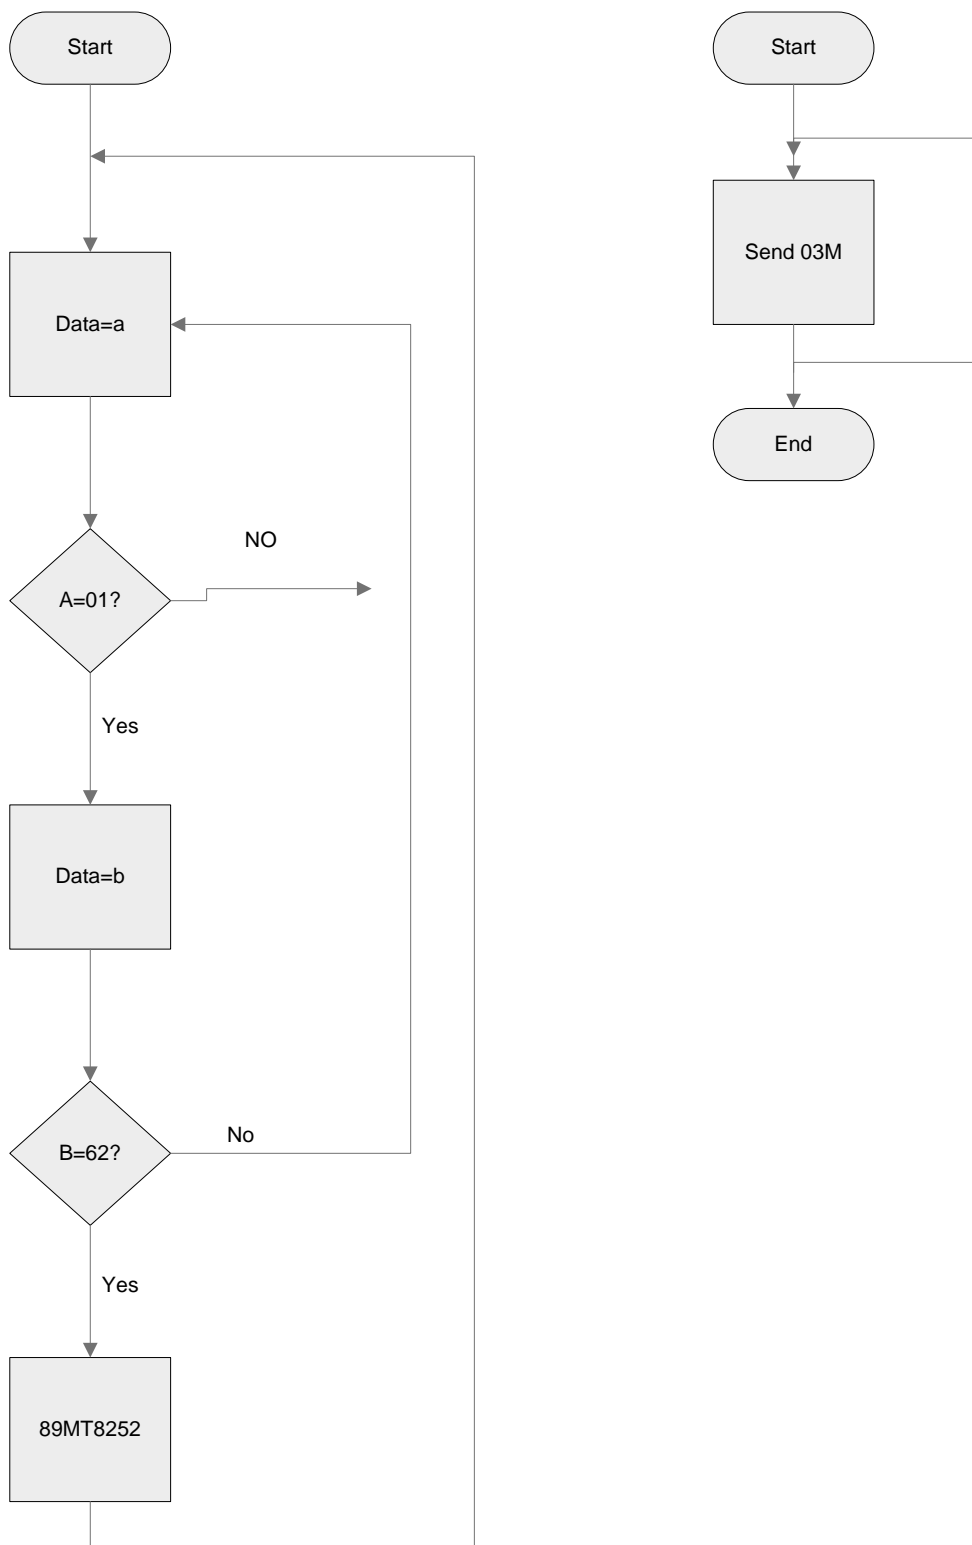 Start
Data=a
NO
A=01?
Yes
Data=b
No
B=62?
Yes
89MT8252
Start
Send 03M
End